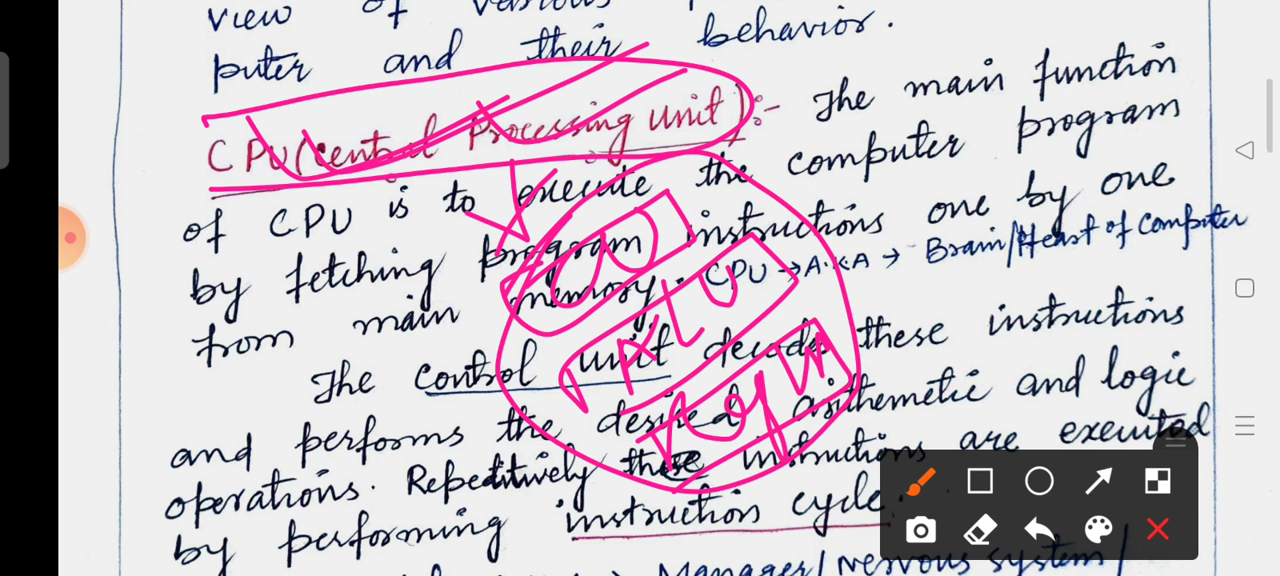 view of various
puter and their behavior.
CPU (Central Processing Unit) :- The main function
of CPU is to execute the computer program
by fetching program instructions one by one
from main memory. CPU → A.K.A → Brain/Heart of Computer
The Control unit decode these instructions
and performs the desired arithmetic and logic
operations. Repeditively these instructions are executed
by performing instruction cycle.
Manager/Nervous system/
ALU